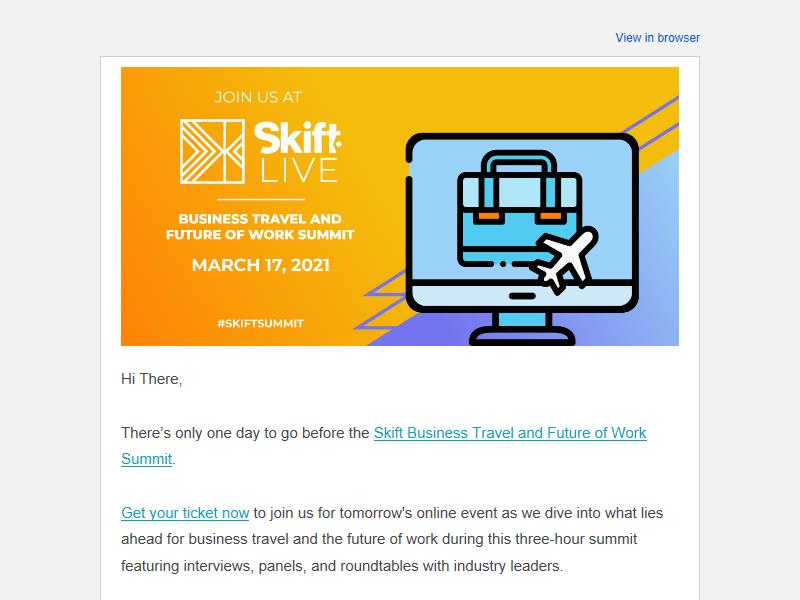 View in browser
JOIN US AT
Skift
LIVE
BUSINESS TRAVEL AND
FUTURE OF WORK SUMMIT
MARCH 17, 2021
#SKIFTSUMMIT
Hi There,
There’s only one day to go before the Skift Business Travel and Future of Work
Summit.
Get your ticket now to join us for tomorrow's online event as we dive into what lies
ahead for business travel and the future of work during this three-hour summit
featuring interviews, panels, and roundtables with industry leaders.